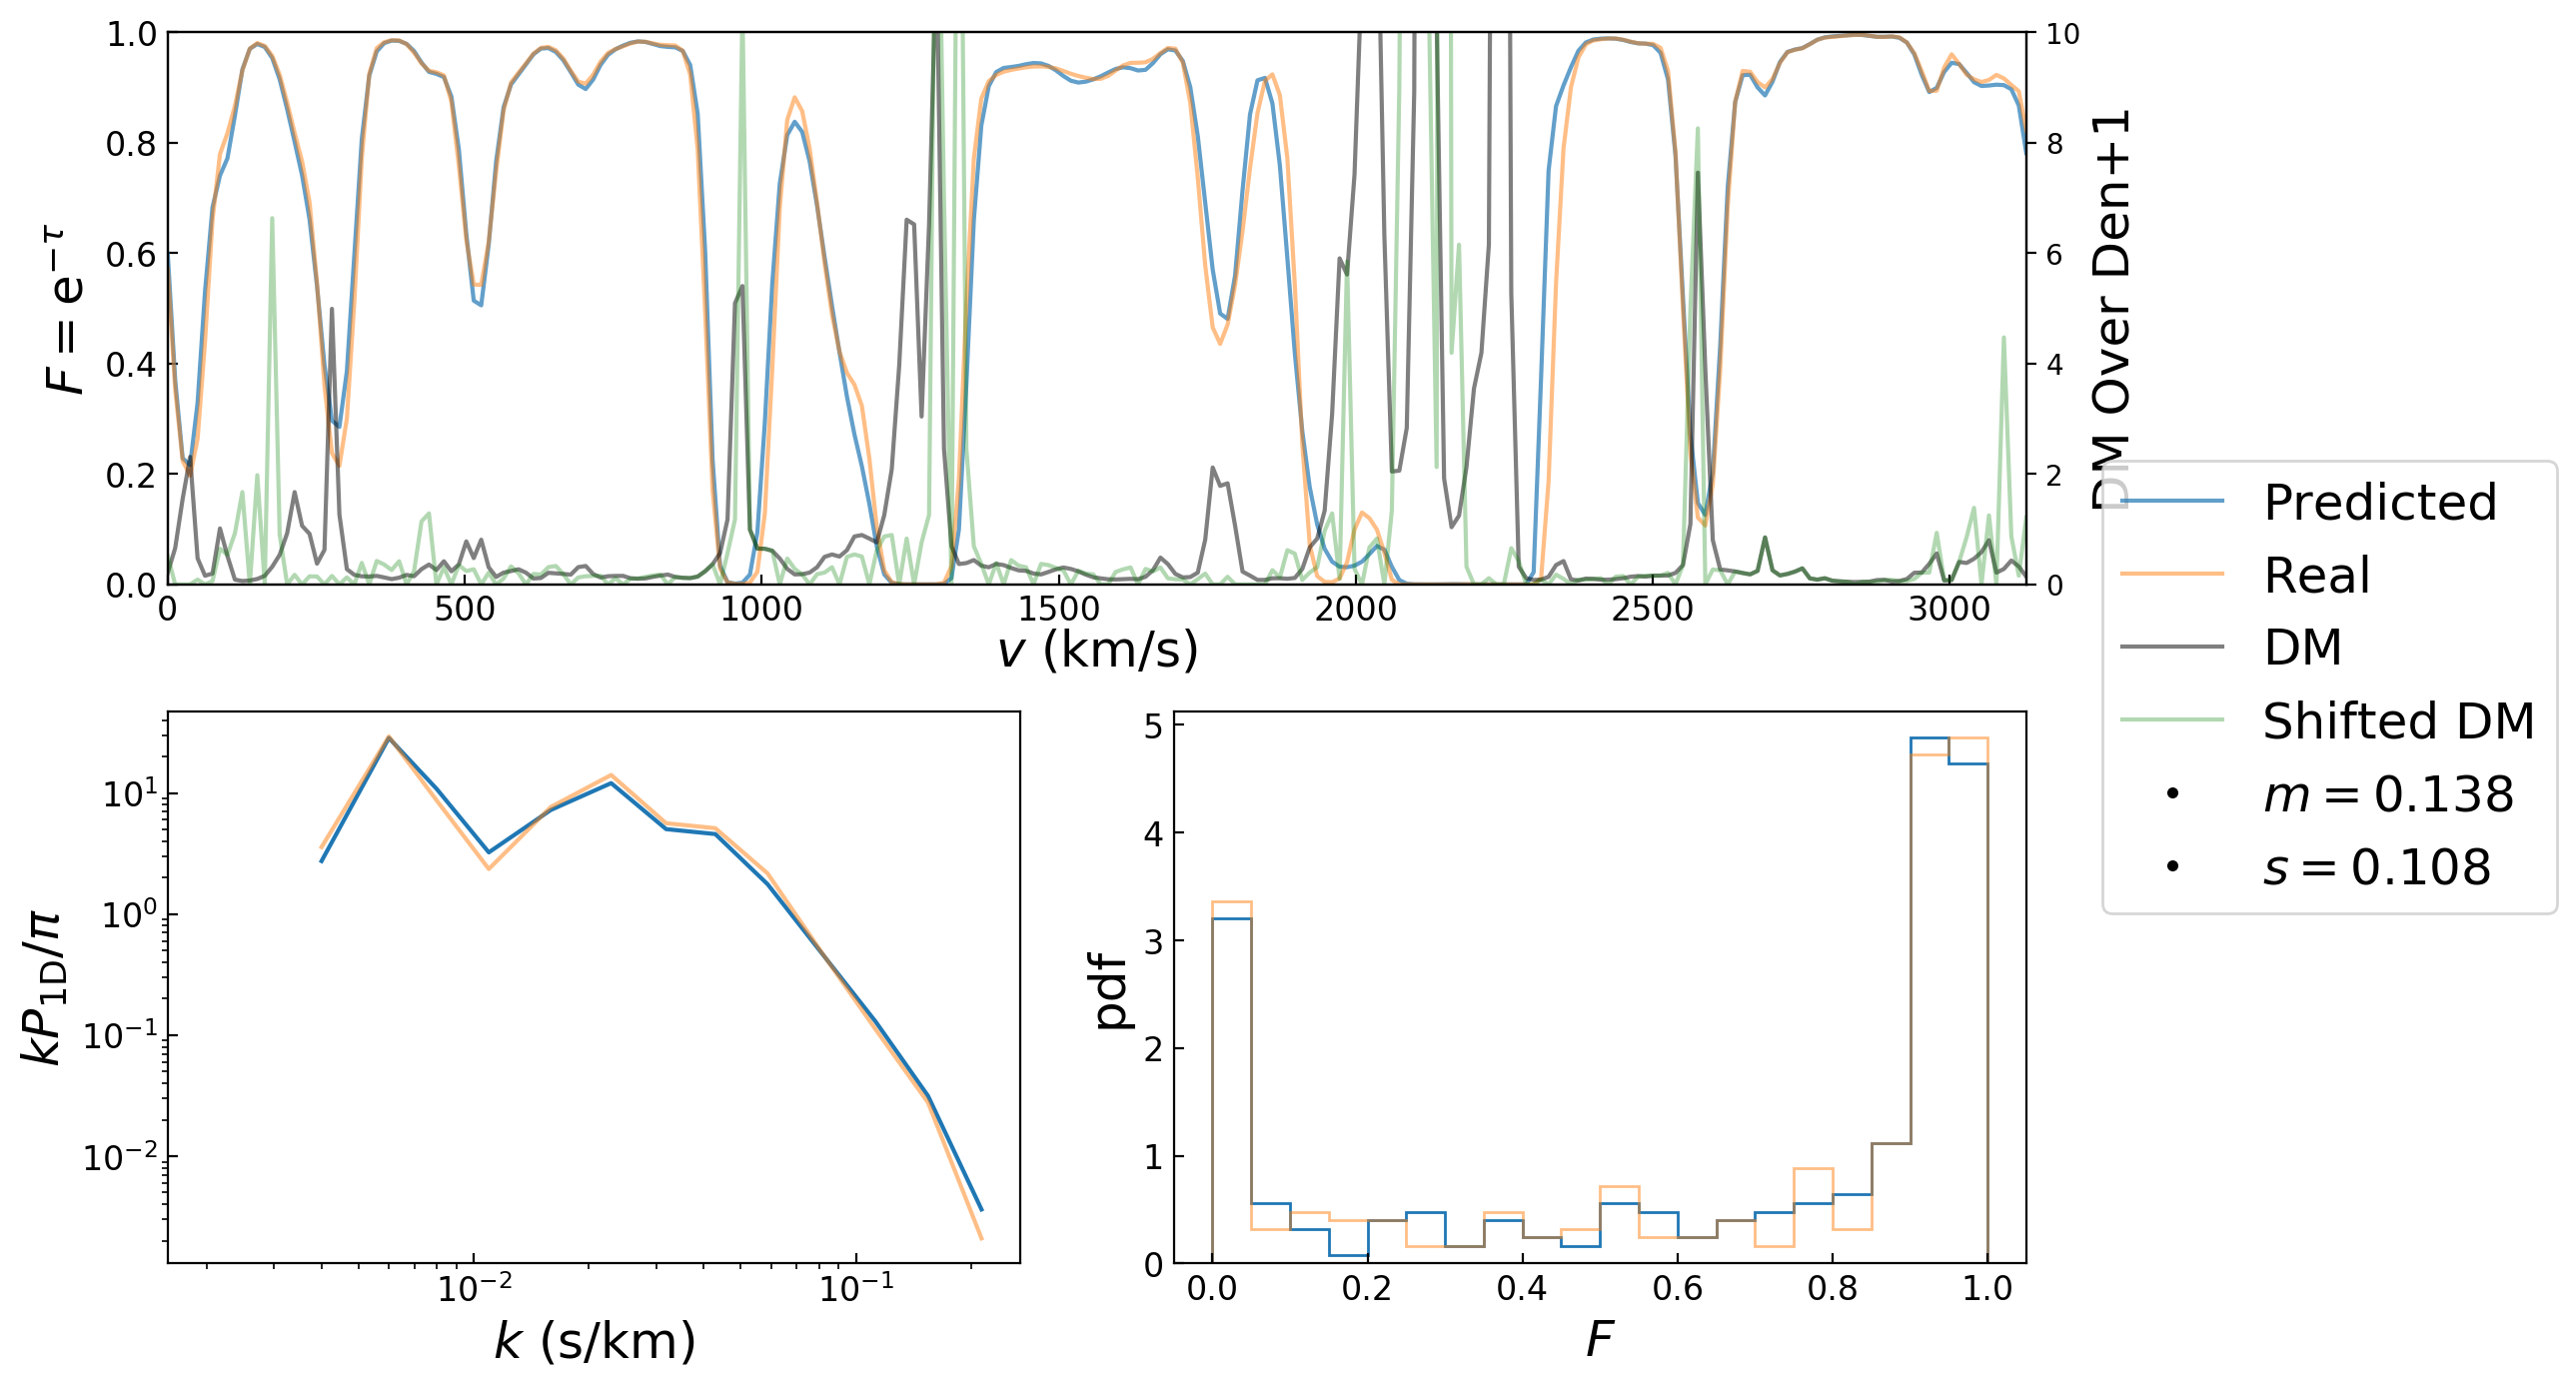 1.0
0.8
0.6
0.4
0.2
0.0
F = e^{−τ}
10
8
6
4
2
0
DM Over Den+1
0 500 1000 1500 2000 2500 3000
v (km/s)
Predicted
Real
DM
Shifted DM
m = 0.138
s = 0.108
10^1
10^0
10^{−1}
10^{−2}
kP_{1D}/π
10^{−2} 10^{−1}
k (s/km)
5
4
3
2
1
0
pdf
0.0 0.2 0.4 0.6 0.8 1.0
F